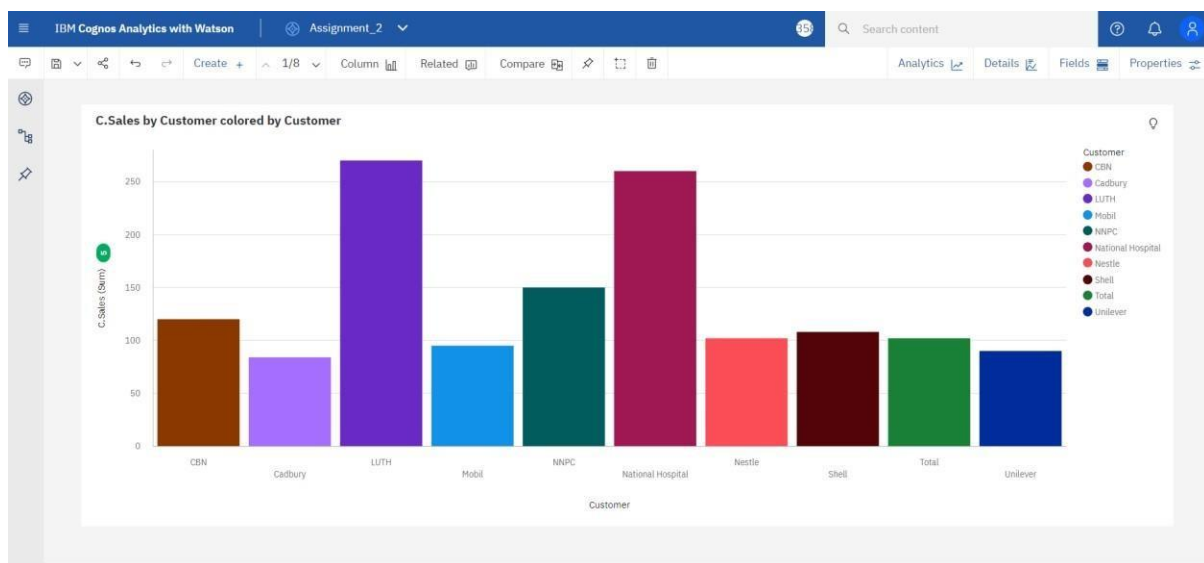 IBM Cognos Analytics with Watson
Assignment_2
Search content
Create +
1/8
Column
Related
Compare
Analytics
Details
Fields
Properties
C.Sales by Customer colored by Customer
C.Sales (Sum)
250
200
150
100
50
0
CBN
Cadbury
LUTH
Mobil
NNPC
National Hospital
Nestle
Shell
Total
Unilever
Customer
Customer
CBN
Cadbury
LUTH
Mobil
NNPC
National Hospital
Nestle
Shell
Total
Unilever